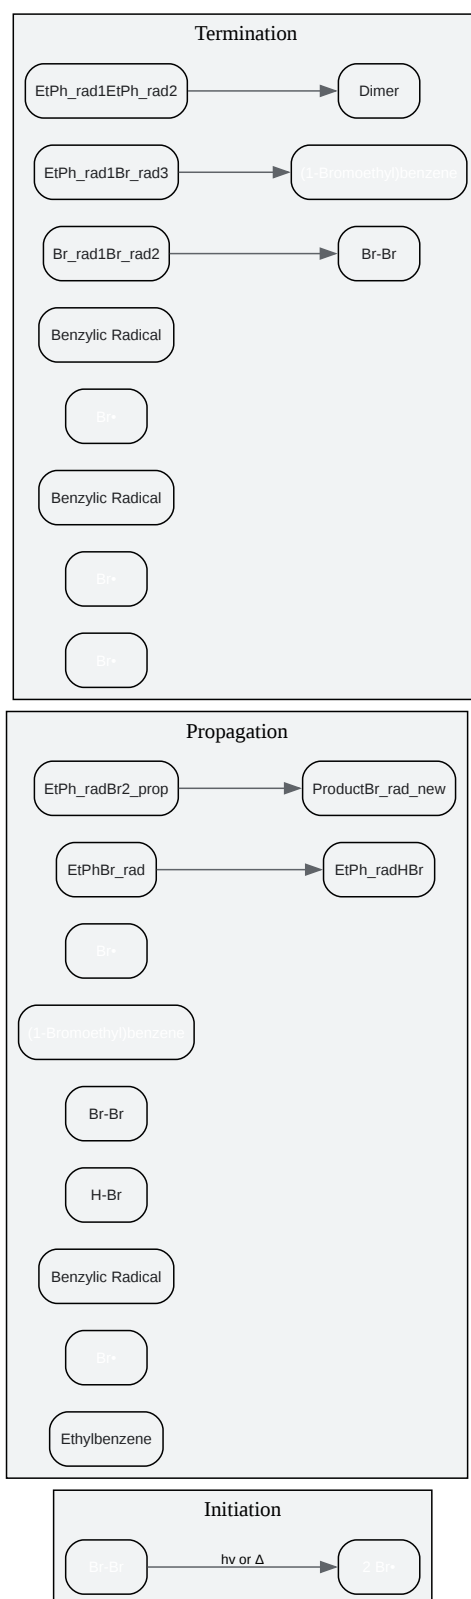 Termination
EtPh_rad1EtPh_rad2
Dimer
EtPh_rad1Br_rad3
(1-Bromoethyl)benzene
Br_rad1Br_rad2
Br-Br
Benzylic Radical
Br•
Benzylic Radical
Br•
Br•
Propagation
EtPh_radBr2_prop
ProductBr_rad_new
EtPhBr_rad
EtPh_radHBr
Br•
(1-Bromoethyl)benzene
Br-Br
H-Br
Benzylic Radical
Br•
Ethylbenzene
Initiation
Br-Br
hv or Δ
2 Br•